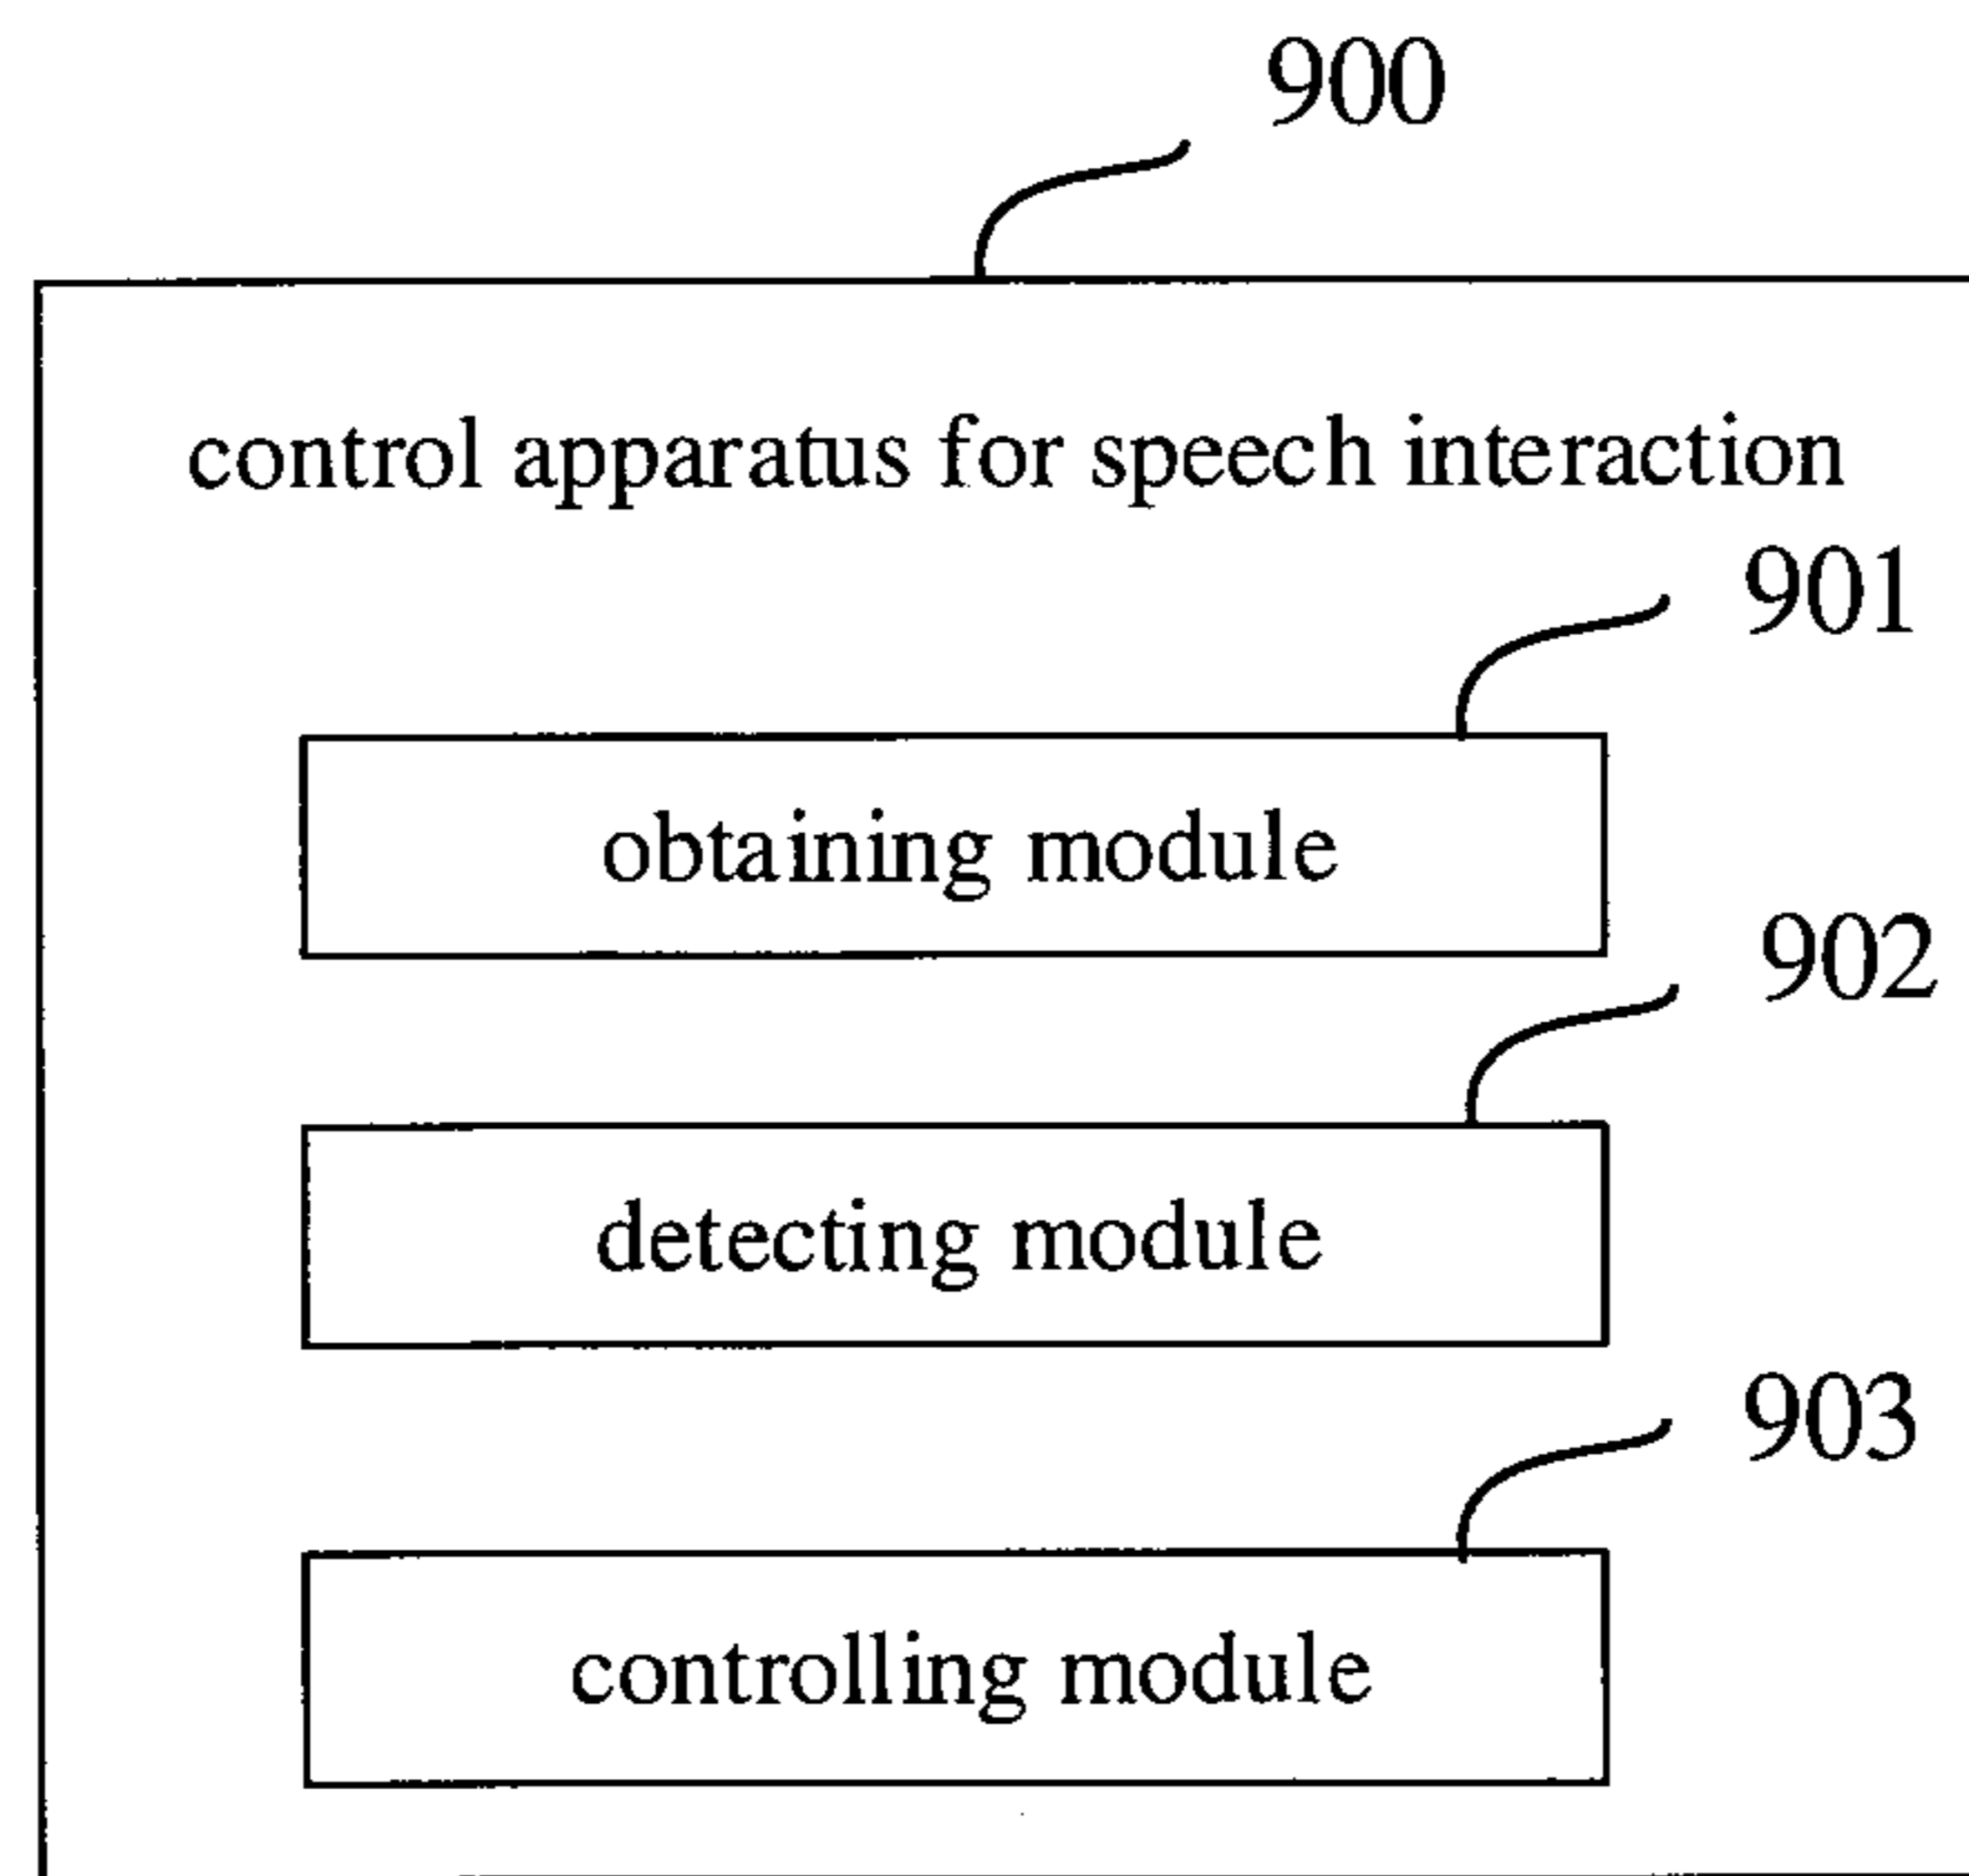 900
control apparatus for speech interaction
901
obtaining module
902
detecting module
903
controlling module